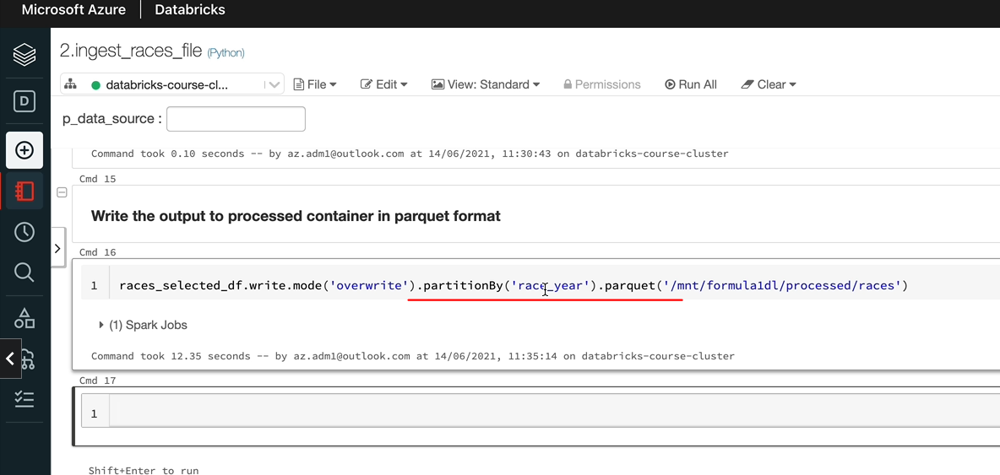 Microsoft Azure Databricks
2.ingest_races_file (Python)
databricks-course-cl... File Edit View: Standard Permissions Run All Clear
p_data_source :
Command took 0.10 seconds -- by az.adm1@outlook.com at 14/06/2021, 11:30:43 on databricks-course-cluster
Cmd 15
Write the output to processed container in parquet format
Cmd 16
1 races_selected_df.write.mode('overwrite').partitionBy('race_year').parquet('/mnt/formula1dl/processed/races')
(1) Spark Jobs
Command took 12.35 seconds -- by az.adm1@outlook.com at 14/06/2021, 11:35:14 on databricks-course-cluster
Cmd 17
1
Shift+Enter to run
D